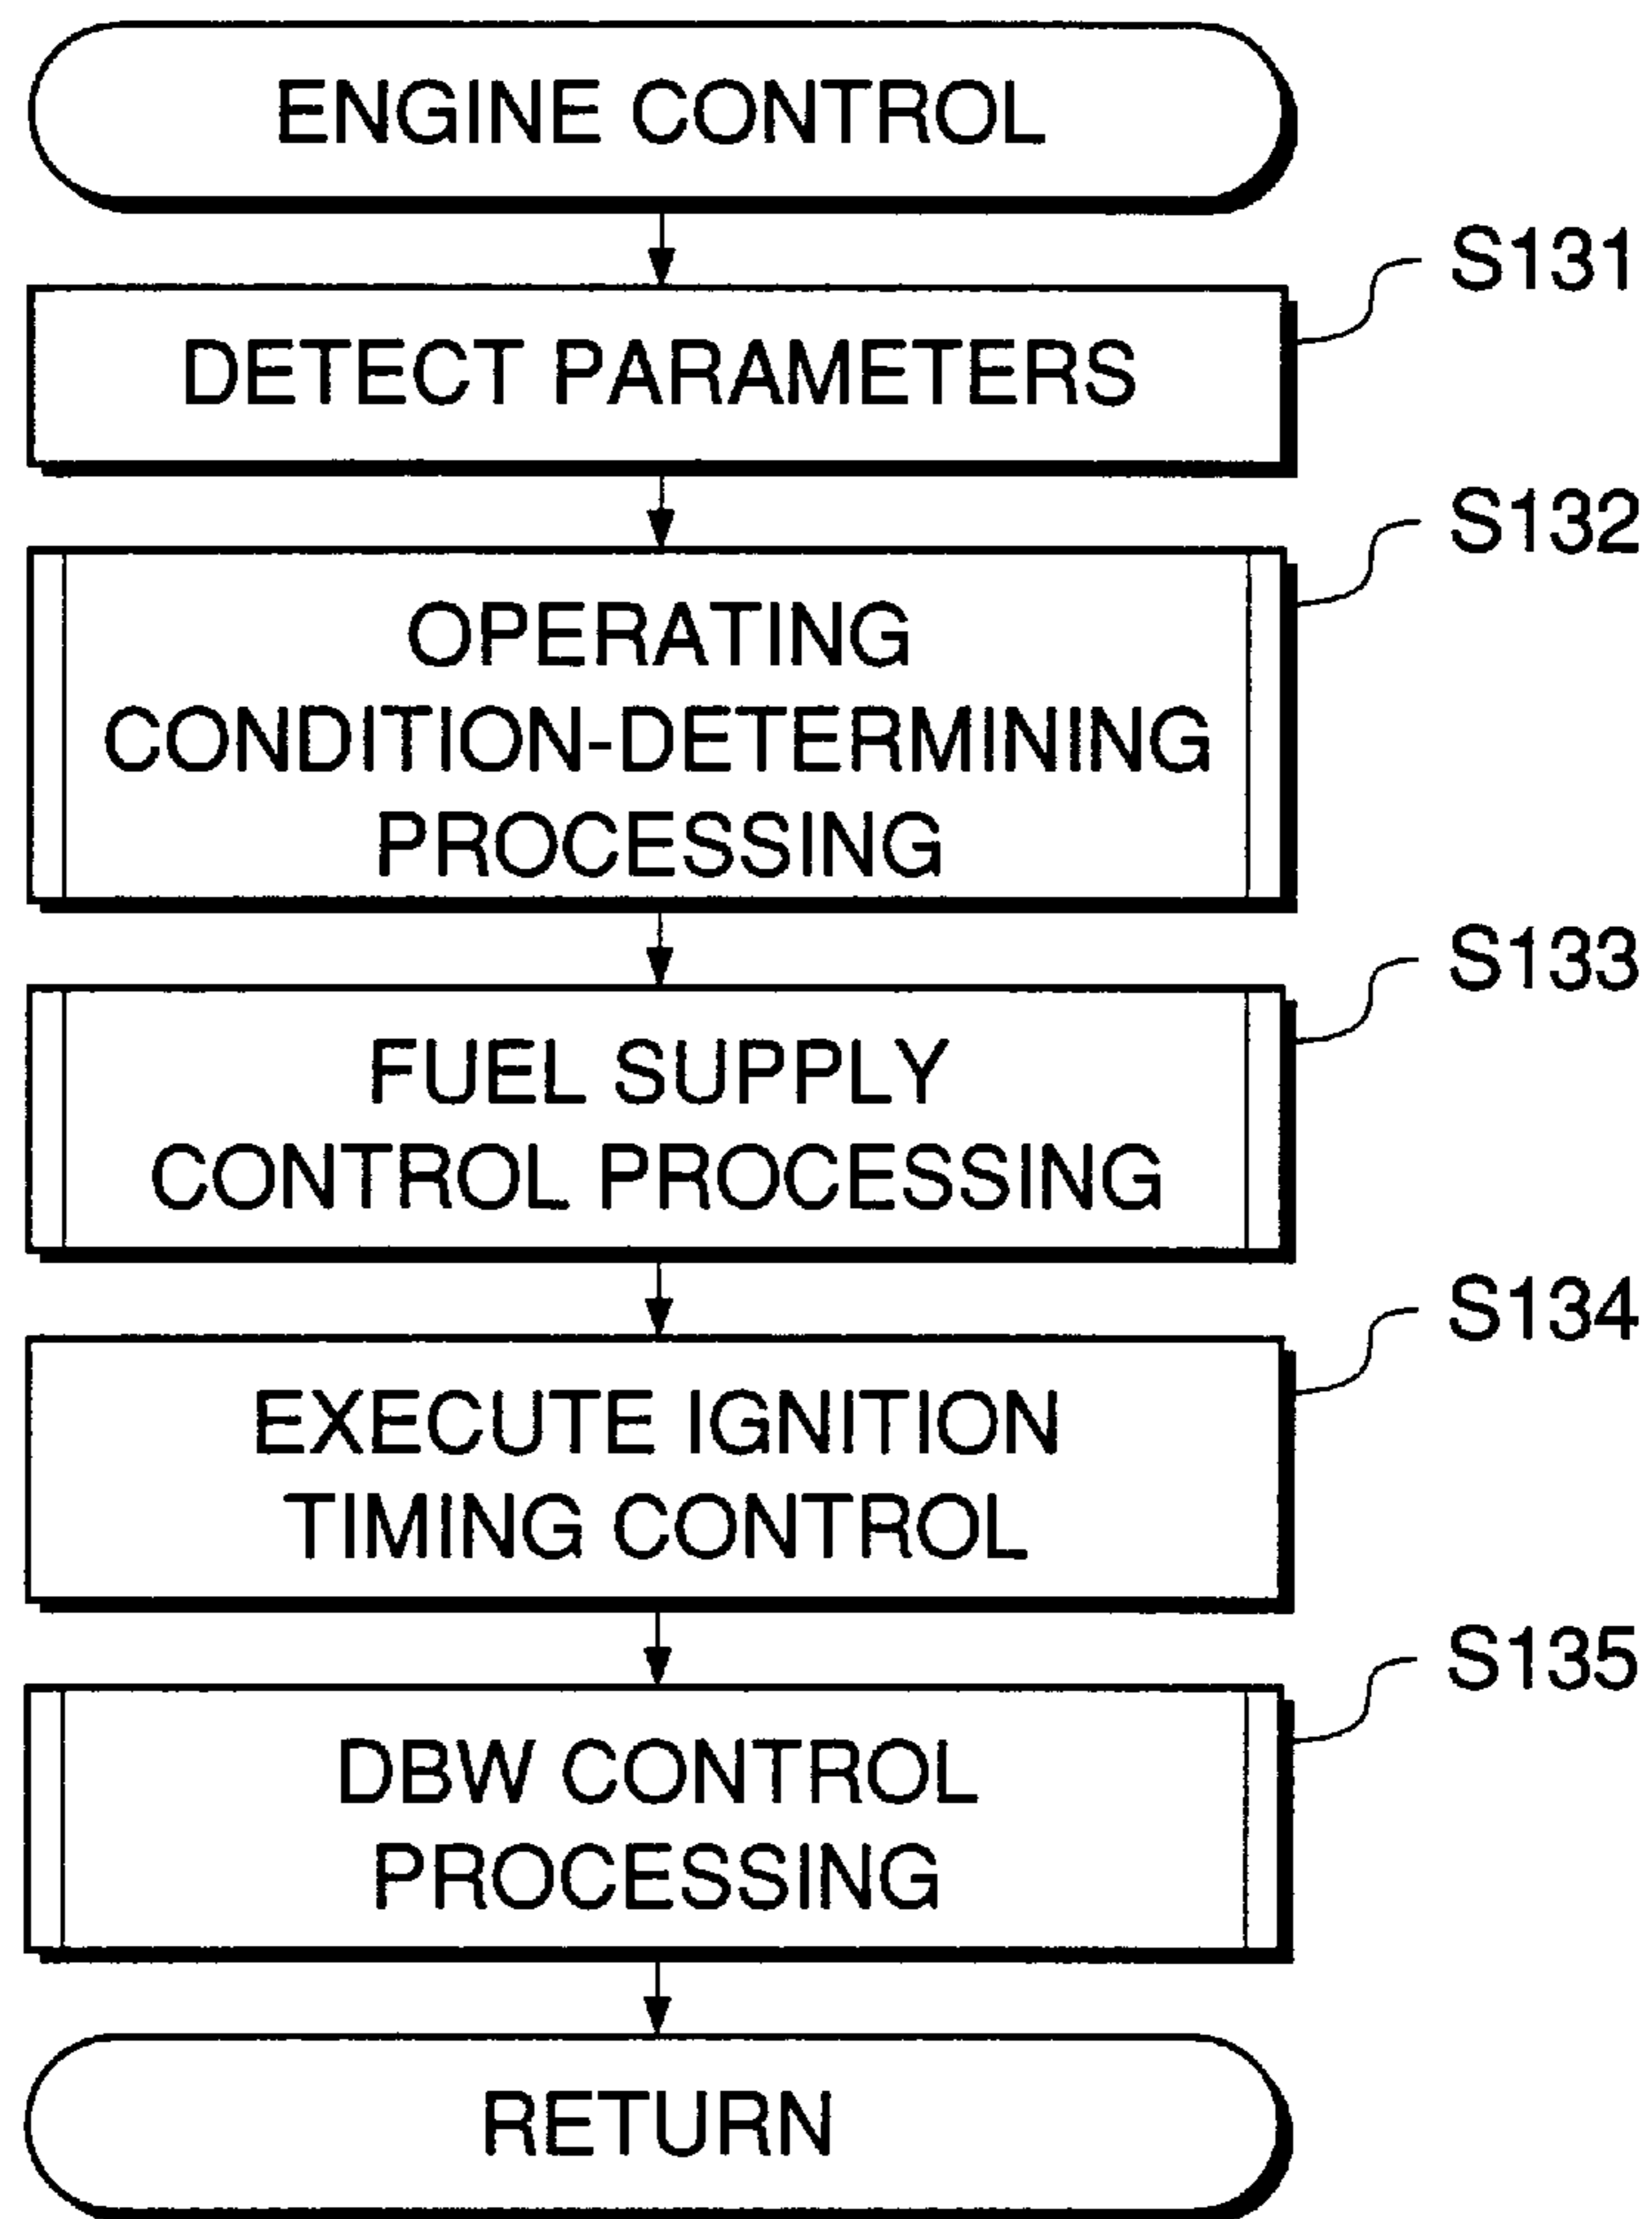 ENGINE CONTROL
S131
DETECT PARAMETERS
S132
OPERATING
CONDITION-DETERMINING
PROCESSING
S133
FUEL SUPPLY
CONTROL PROCESSING
S134
EXECUTE IGNITION
TIMING CONTROL
S135
DBW CONTROL
PROCESSING
RETURN